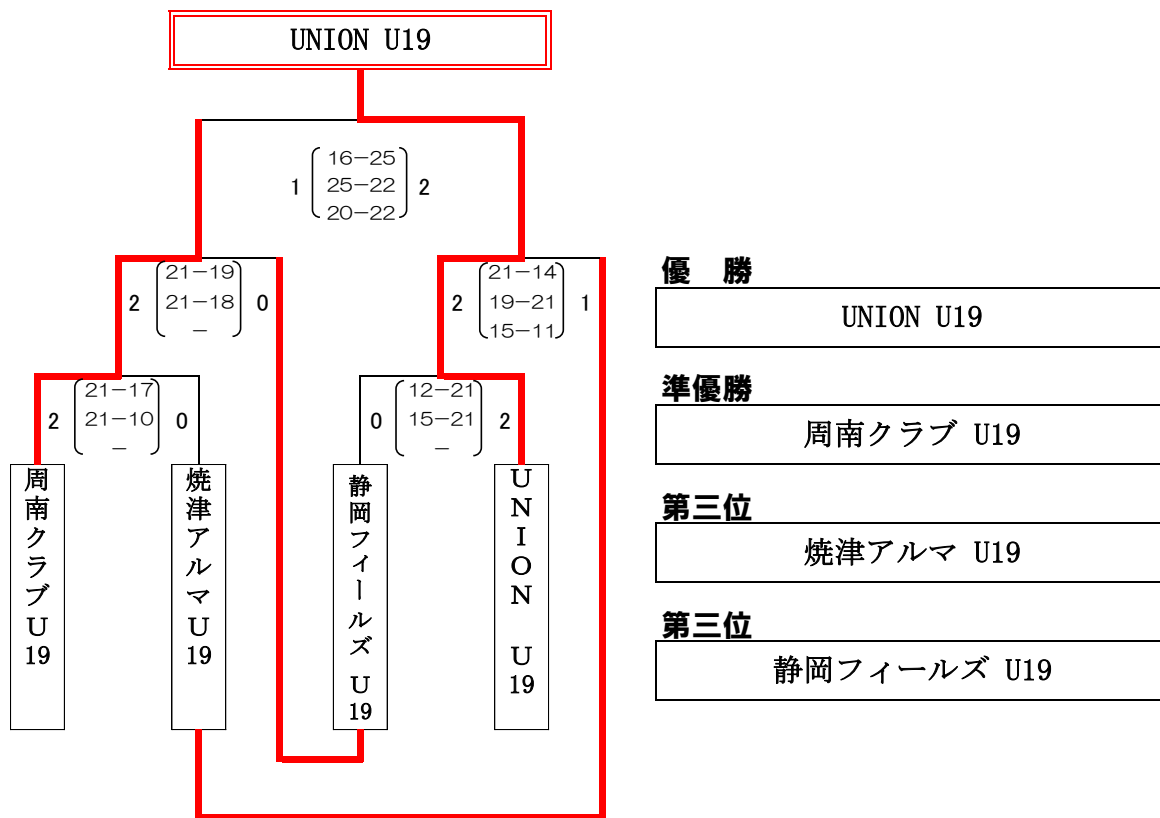 UNION U19
16-25
1 25-22 2
20-22
21-19
2 21-18 0
-
21-14
2 19-21 1
15-11
21-17
2 21-10 0
-
12-21
0 15-21 2
-
周南クラブU19
焼津アルマU19
静岡フィールズ U19
UNION U19
優 勝
UNION U19
準優勝
周南クラブ U19
第三位
焼津アルマ U19
第三位
静岡フィールズ U19